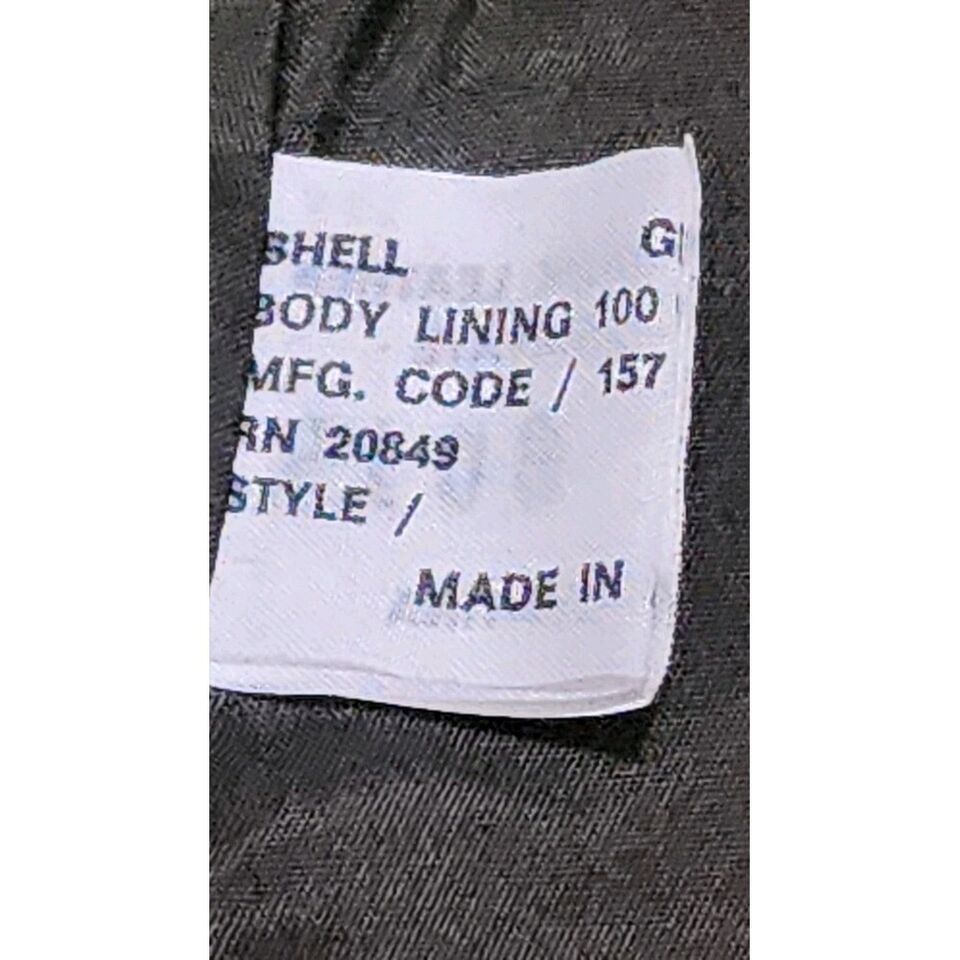 SHELL G
BODY LINING 100
MFG. CODE / 157
RN 20849
STYLE /
MADE IN